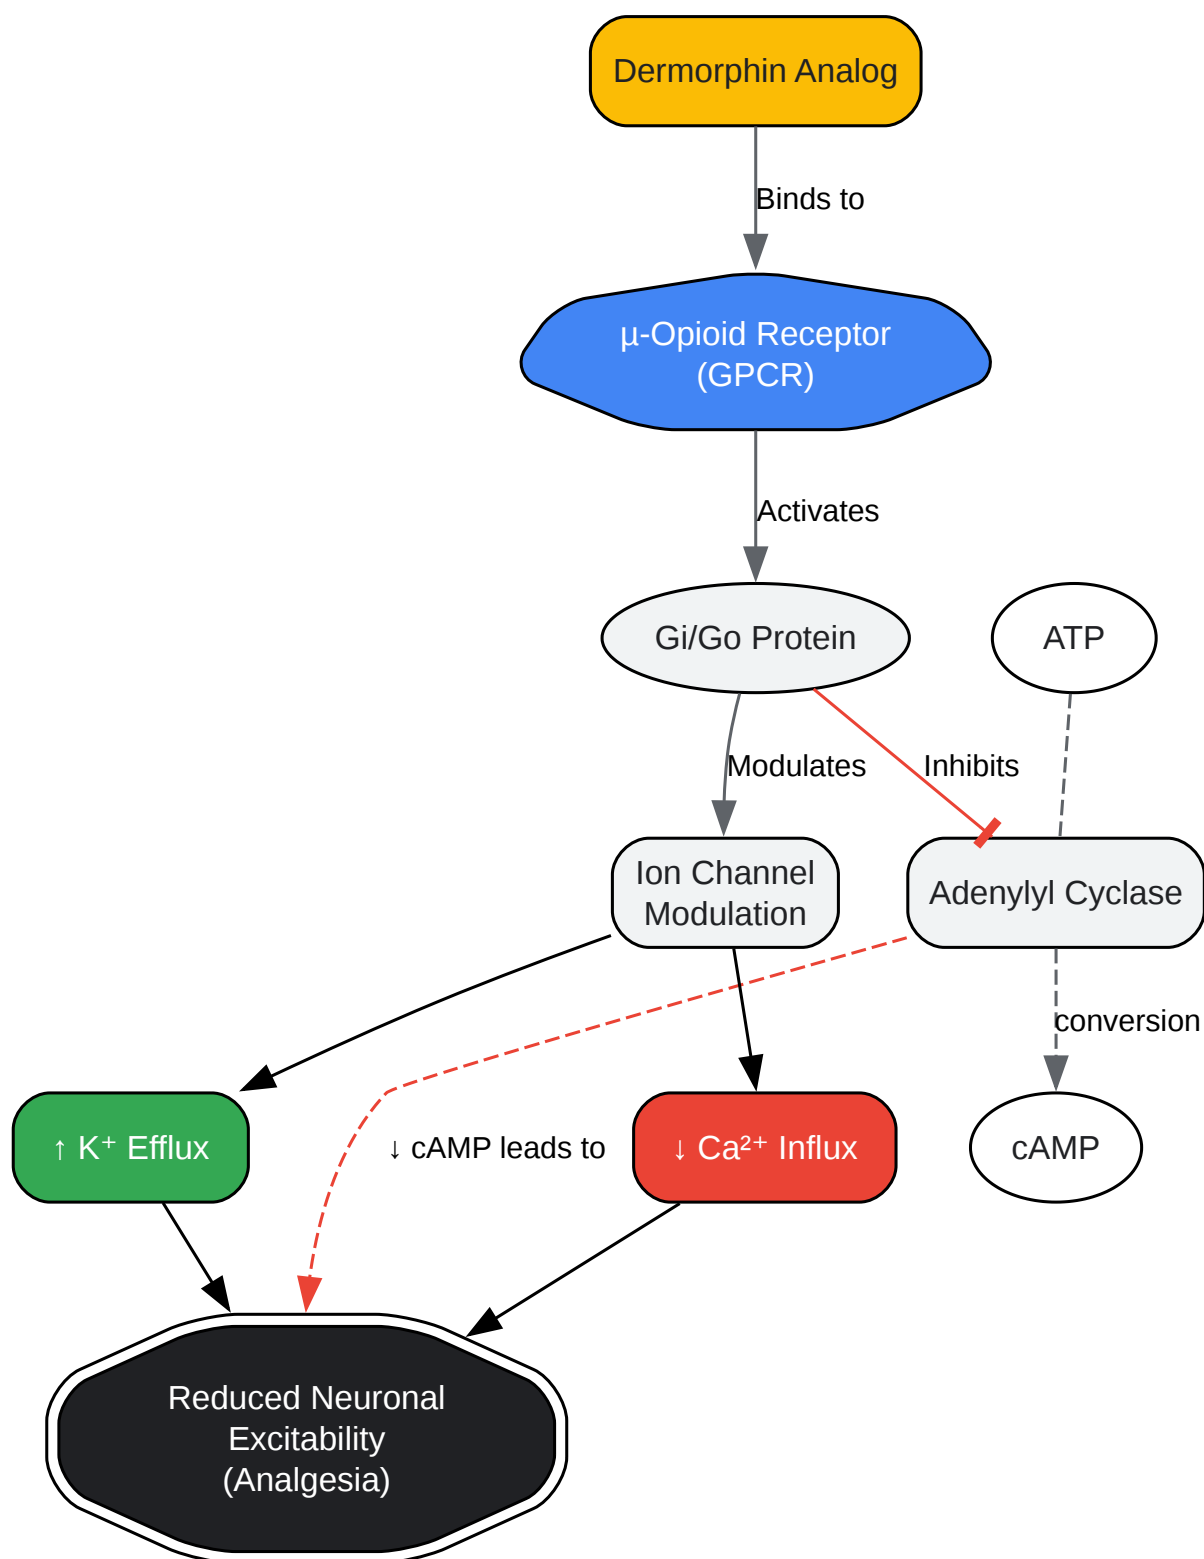 Dermorphin Analog
Binds to
µ-Opioid Receptor
(GPCR)
Activates
Gi/Go Protein
ATP
Modulates
Inhibits
Ion Channel
Modulation
Adenylyl Cyclase
conversion
↑ K⁺ Efflux
↓ cAMP leads to
↓ Ca²⁺ Influx
cAMP
Reduced Neuronal
Excitability
(Analgesia)